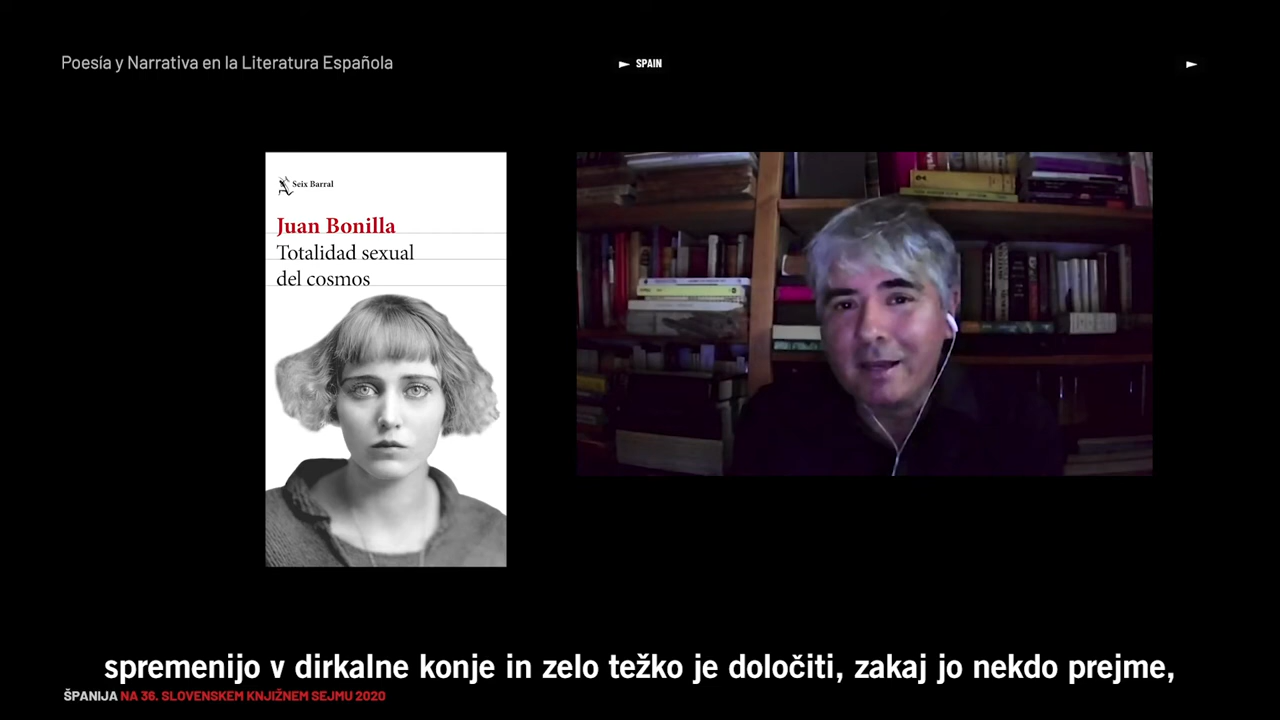 Poesía y Narrativa en la Literatura Española
SPAIN
Seix Barral
Juan Bonilla
Totalidad sexual
del cosmos
spremenijo v dirkalne konje in zelo težko je določiti, zakaj jo nekdo prejme,
ŠPANIJA NA 36. SLOVENSKEM KNJIŽNEM SEJMU 2020